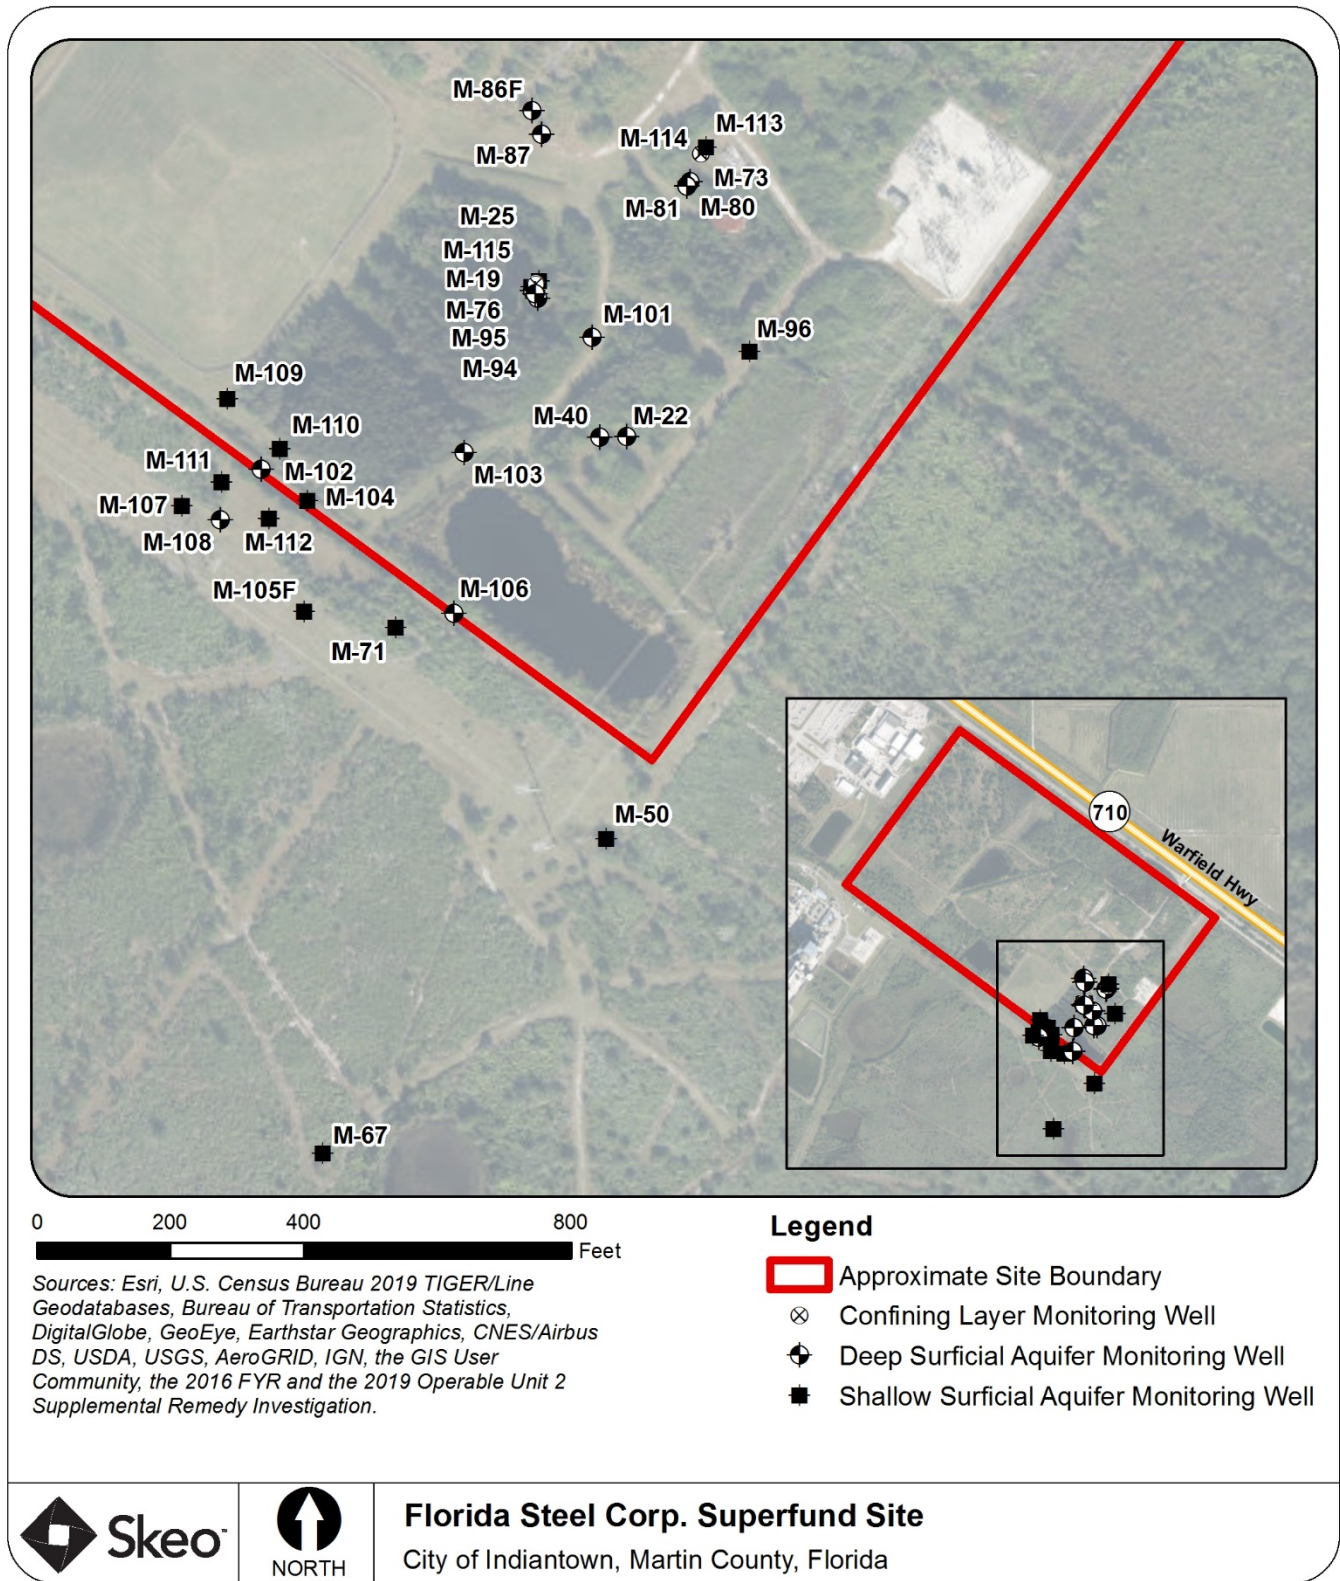 M-86F
M-87
M-114
M-113
M-73
M-81
M-80
M-25
M-115
M-19
M-76
M-95
M-94
M-101
M-96
M-109
M-40
M-22
M-110
M-103
M-111
M-102
M-107
M-104
M-108
M-112
M-105F
M-106
M-71
M-50
M-67
710
Warfield Hwy
0 200 400 800
Feet
Sources: Esri, U.S. Census Bureau 2019 TIGER/Line
Geodatabases, Bureau of Transportation Statistics,
DigitalGlobe, GeoEye, Earthstar Geographics, CNES/Airbus
DS, USDA, USGS, AeroGRID, IGN, the GIS User
Community, the 2016 FYR and the 2019 Operable Unit 2
Supplemental Remedy Investigation.
Legend
Approximate Site Boundary
Confining Layer Monitoring Well
Deep Surficial Aquifer Monitoring Well
Shallow Surficial Aquifer Monitoring Well
Skeo™
NORTH
Florida Steel Corp. Superfund Site
City of Indiantown, Martin County, Florida